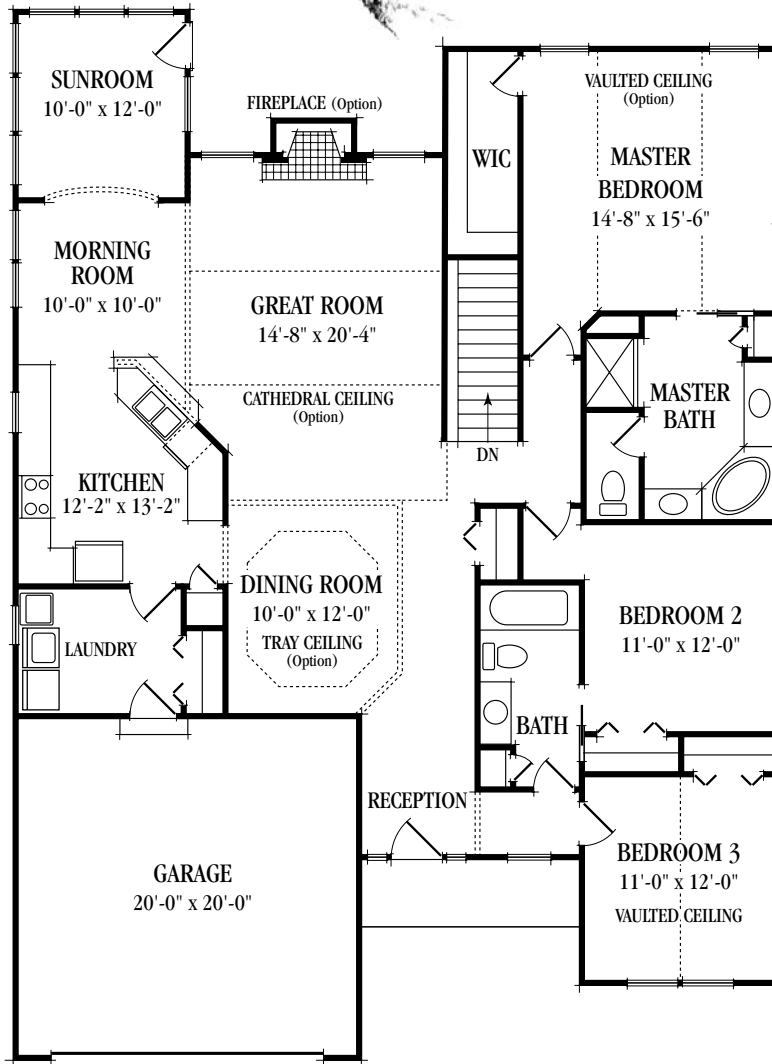 SUNROOM
10'-0" x 12'-0"
FIREPLACE (Option)
VAULTED CEILING
(Option)
WIC
MASTER
BEDROOM
14'-8" x 15'-6"
MORNING
ROOM
10'-0" x 10'-0"
GREAT ROOM
14'-8" x 20'-4"
CATHEDRAL CEILING
(Option)
MASTER
BATH
DN
KITCHEN
12'-2" x 13'-2"
DINING ROOM
10'-0" x 12'-0"
TRAY CEILING
(Option)
LAUNDRY
BEDROOM 2
11'-0" x 12'-0"
BATH
RECEPTION
GARAGE
20'-0" x 20'-0"
BEDROOM 3
11'-0" x 12'-0"
VAULTED CEILING